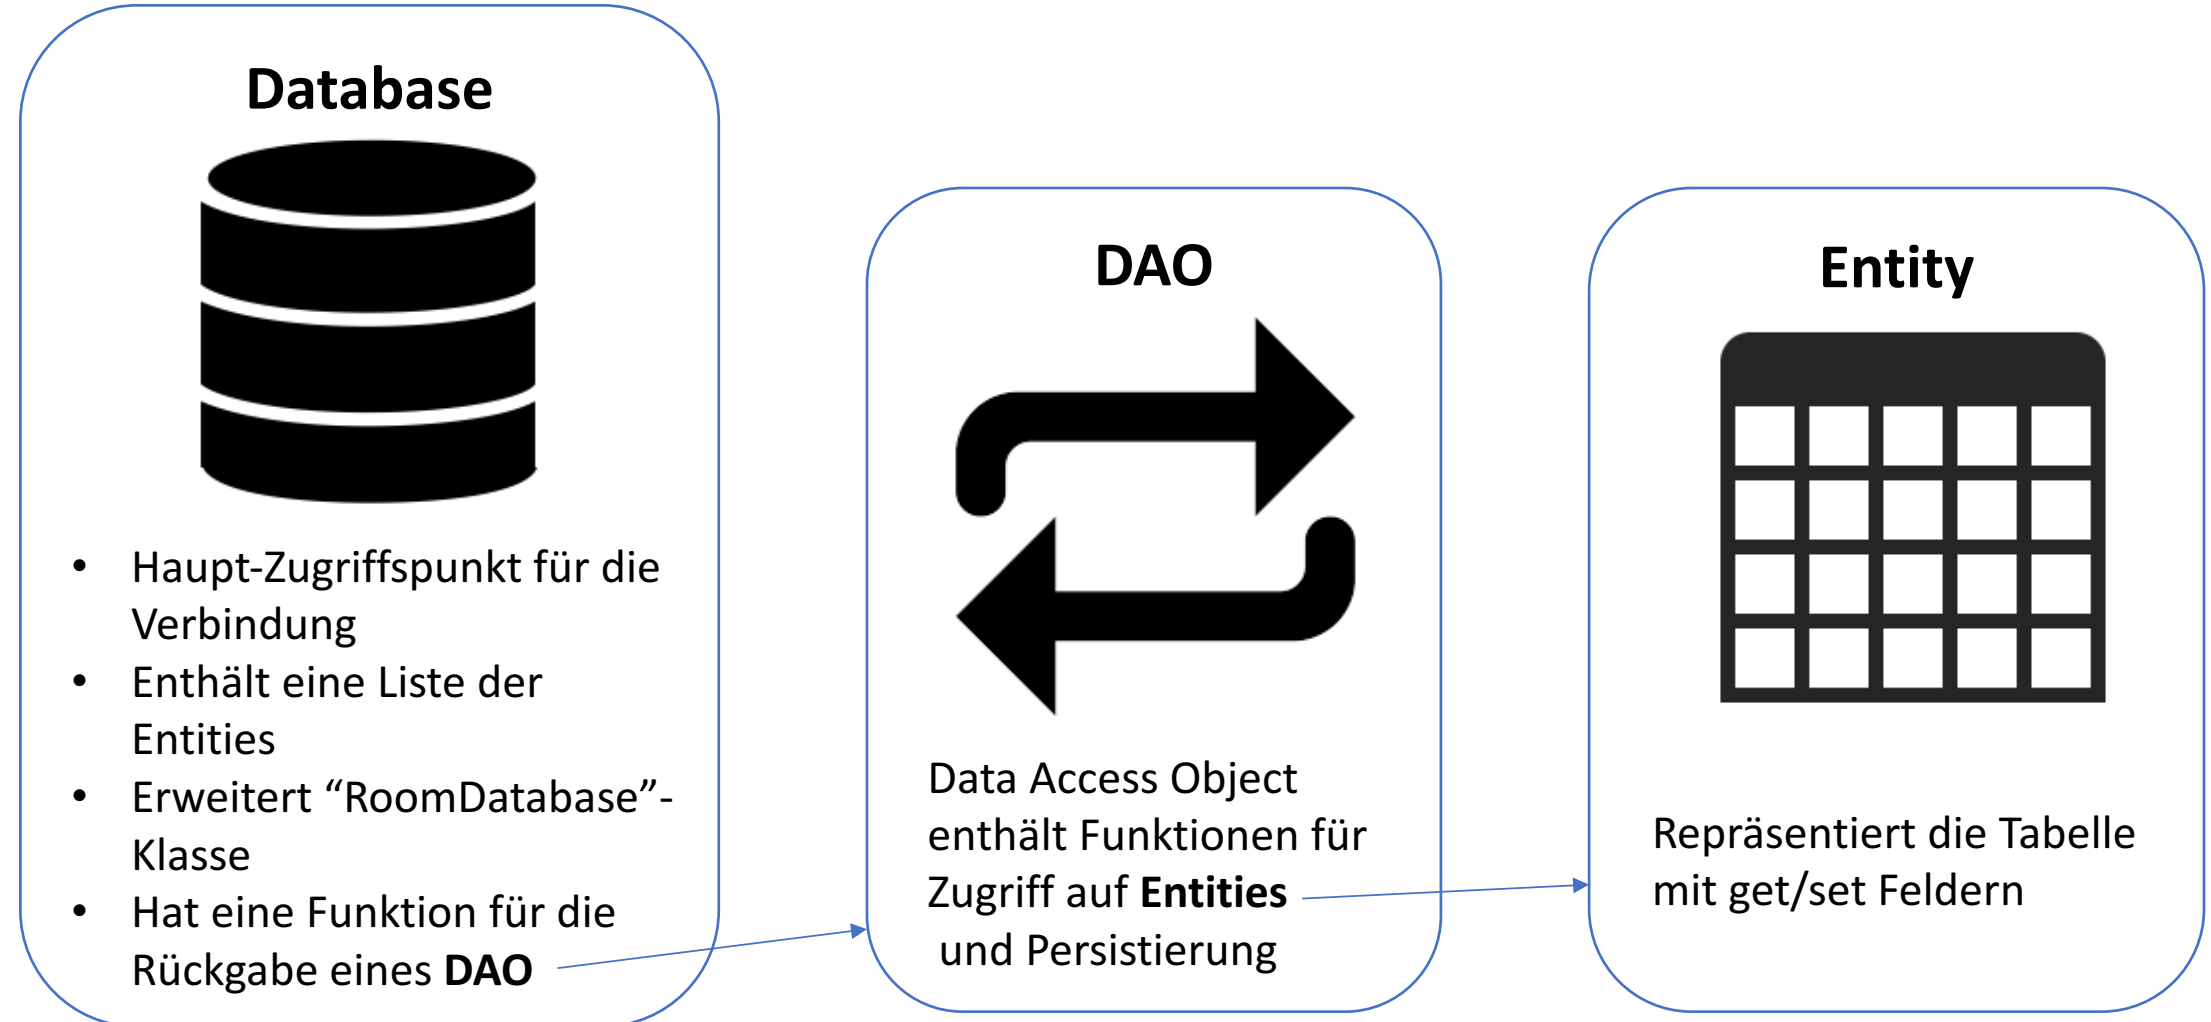 Database
• Haupt-Zugriffspunkt für die
Verbindung
• Enthält eine Liste der
Entities
• Erweitert “RoomDatabase”-
Klasse
• Hat eine Funktion für die
Rückgabe eines DAO
DAO
Data Access Object
enthält Funktionen für
Zugriff auf Entities
und Persistierung
Entity
Repräsentiert die Tabelle
mit get/set Feldern